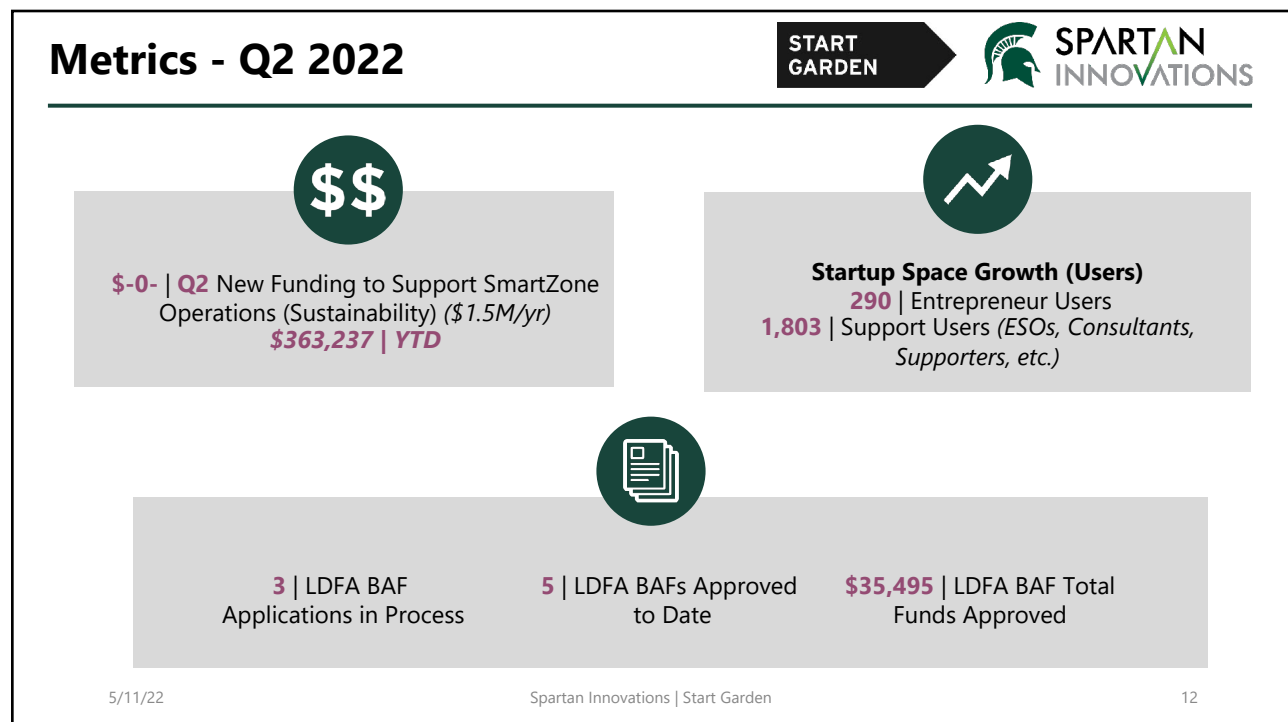 Metrics - Q2 2022
START
GARDEN
SPARTAN
INNOVATIONS
$$
$-0- | Q2 New Funding to Support SmartZone
Operations (Sustainability) ($1.5M/yr)
$363,237 | YTD
Startup Space Growth (Users)
290 | Entrepreneur Users
1,803 | Support Users (ESOs, Consultants,
Supporters, etc.)
3 | LDFA BAF
Applications in Process
5 | LDFA BAFs Approved
to Date
$35,495 | LDFA BAF Total
Funds Approved
5/11/22
Spartan Innovations | Start Garden
12